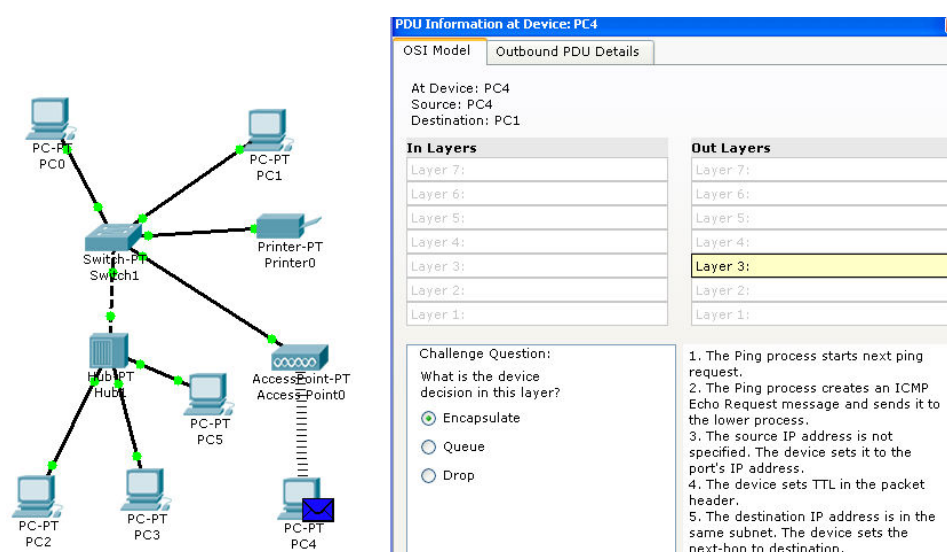 PDU Information at Device: PC4
OSI Model
Outbound PDU Details
At Device: PC4
Source: PC4
Destination: PC1
In Layers
Layer 7:
Layer 6:
Layer 5:
Layer 4:
Layer 3:
Layer 2:
Layer 1:
Out Layers
Layer 7:
Layer 6:
Layer 5:
Layer 4:
Layer 3:
Layer 2:
Layer 1:
Challenge Question:
What is the device
decision in this layer?
Encapsulate
Queue
Drop
1. The Ping process starts next ping
request.
2. The Ping process creates an ICMP
Echo Request message and sends it to
the lower process.
3. The source IP address is not
specified. The device sets it to the
port's IP address.
4. The device sets TTL in the packet
header.
5. The destination IP address is in the
same subnet. The device sets the
next-hop to destination.
PC-PT
PC0
PC-PT
PC1
Printer-PT
Printer0
Switch-PT
Switch1
Hub-PT
Hub1
AccessPoint-PT
Access Point0
PC-PT
PC5
PC-PT
PC2
PC-PT
PC3
PC-PT
PC4